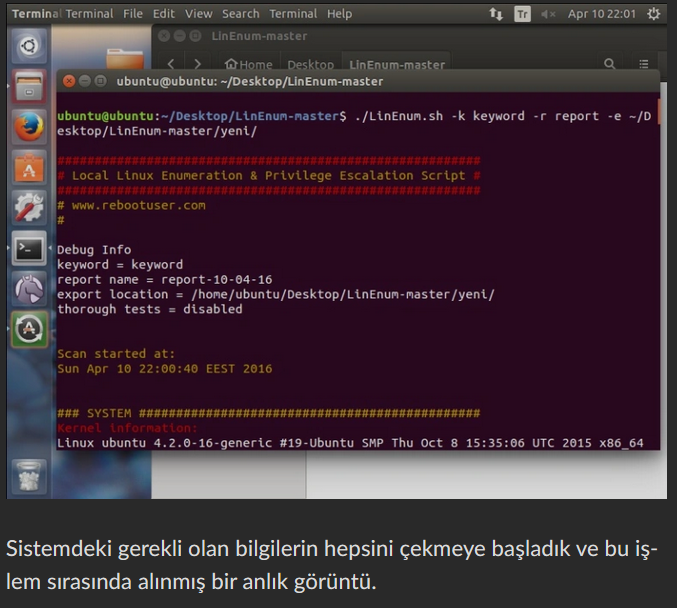 Terminal Terminal File Edit View Search Terminal Help Tr Apr 10 22:01
LinEnum-master
Home Desktop LinEnum-master
ubuntu@ubuntu: ~/Desktop/LinEnum-master
ubuntu@ubuntu:~/Desktop/LinEnum-master$ ./LinEnum.sh -k keyword -r report -e ~/D
esktop/LinEnum-master/yeni/
#########################################################
# Local Linux Enumeration & Privilege Escalation Script #
#########################################################
# www.rebootuser.com
#
Debug Info
keyword = keyword
report name = report-10-04-16
export location = /home/ubuntu/Desktop/LinEnum-master/yeni/
thorough tests = disabled
Scan started at:
Sun Apr 10 22:00:40 EEST 2016
### SYSTEM ##############################################
Kernel information:
Linux ubuntu 4.2.0-16-generic #19-Ubuntu SMP Thu Oct 8 15:35:06 UTC 2015 x86_64
Sistemdeki gerekli olan bilgilerin hepsini çekmeye başladık ve bu iş-
lem sırasında alınmış bir anlık görüntü.